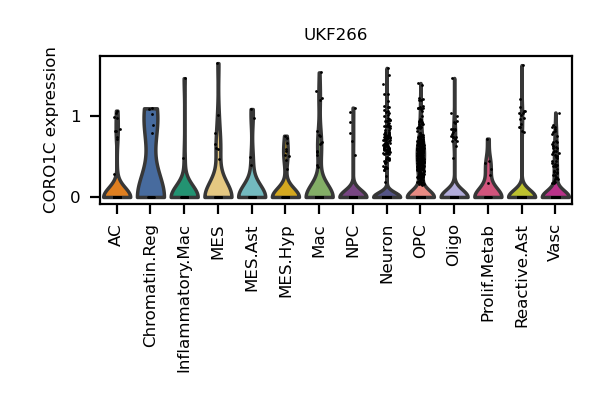 UKF266
CORO1C expression
1
0
AC
Chromatin.Reg
Inflammatory.Mac
MES
MES.Ast
MES.Hyp
Mac
NPC
Neuron
OPC
Oligo
Prolif.Metab
Reactive.Ast
Vasc